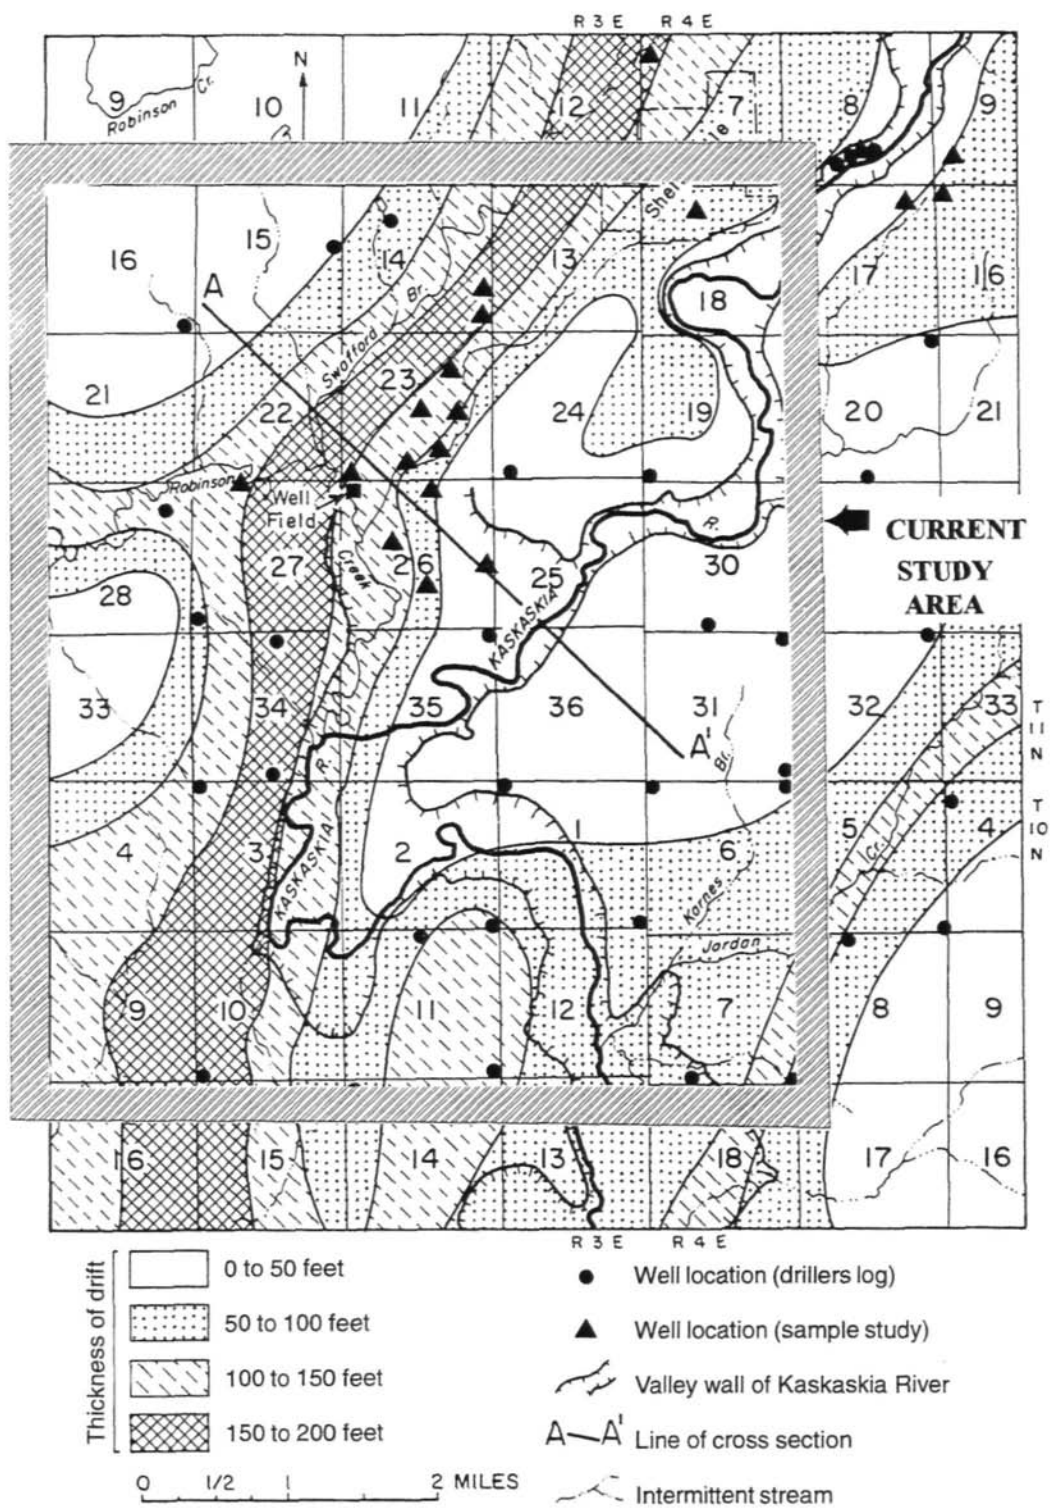 R 3 E R 4 E
N
9 10 11 12 7 8 9
Robinson Cr.
16 15 14 13 18 17 16
A
Swafford Br.
21 22 23 24 19 20 21
Robinson
Well
Field
Creek
28 27 26 25 30
R.
KASKASKIA
CURRENT
STUDY
AREA
33 34 35 36 31 32 33
A'
Br.
T
11
N
KASKASKIA R.
4 3 2 1 6 5 4
Cr.
T
10
N
Kornes
Jordan
9 10 11 12 7 8 9
16 15 14 13 18 17 16
R 3 E R 4 E
Thickness of drift
0 to 50 feet
50 to 100 feet
100 to 150 feet
150 to 200 feet
0 1/2 1 2 MILES
Well location (drillers log)
Well location (sample study)
Valley wall of Kaskaskia River
A A' Line of cross section
Intermittent stream